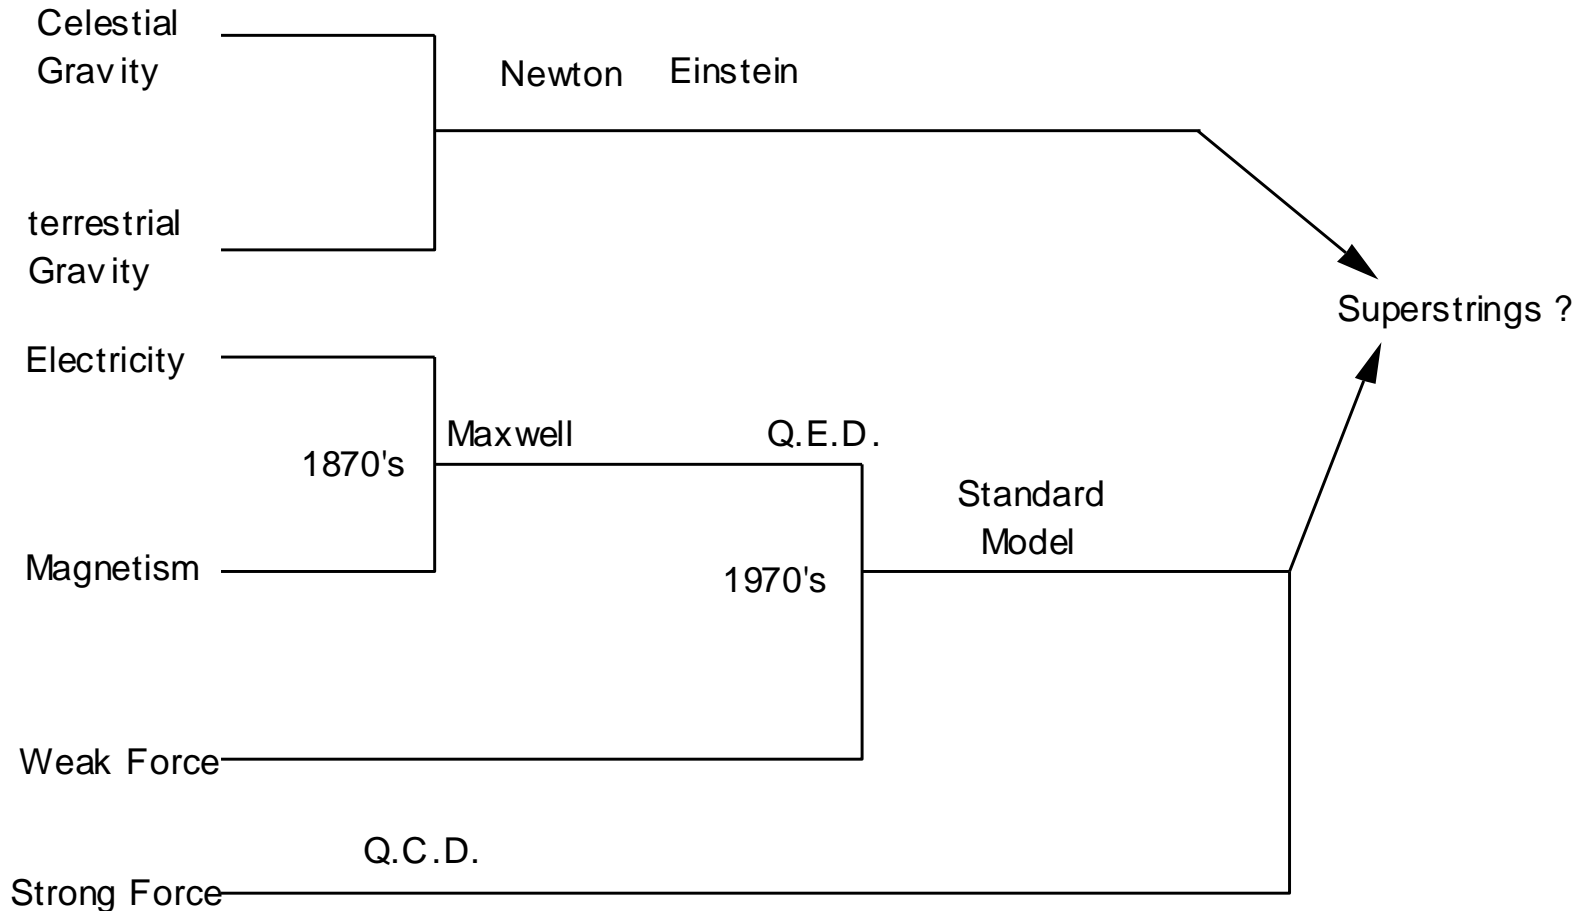 Celestial
Gravity
Newton
Einstein
terrestrial
Gravity
Superstrings ?
Electricity
Maxwell
Q.E.D.
1870's
Standard
Model
Magnetism
1970's
Weak Force
Q.C.D.
Strong Force